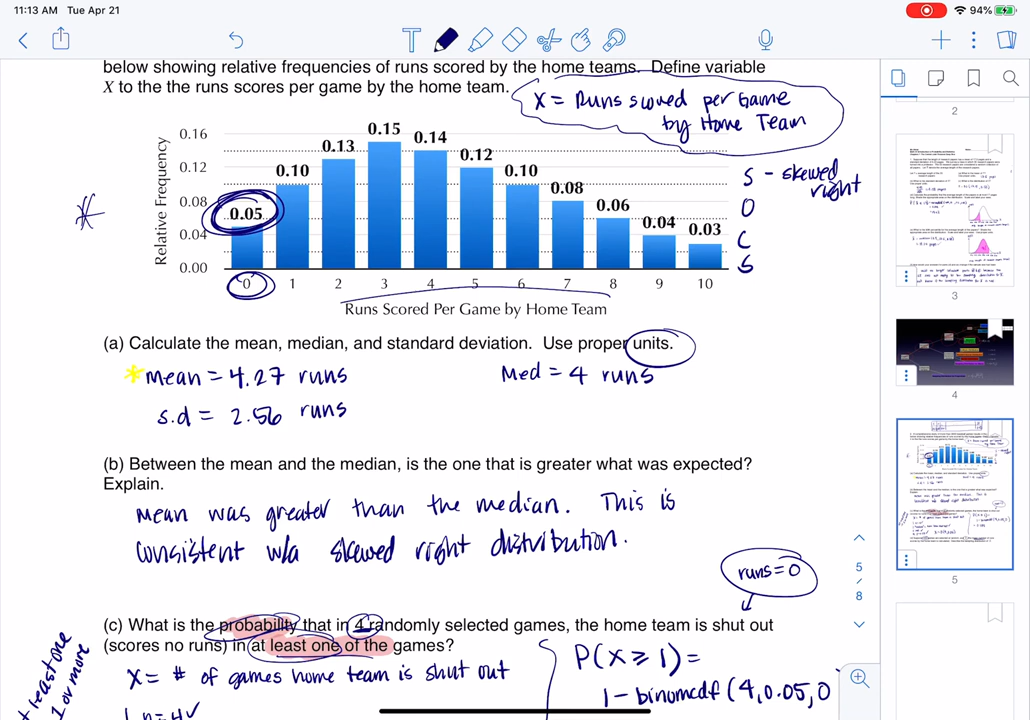 11:13 AM Tue Apr 21
94%
T
below showing relative frequencies of runs scored by the home teams. Define variable
X to the the runs scores per game by the home team.
X = Runs scored per Game
by Home Team
Relative Frequency
0.16
0.12
0.08
0.04
0.00
0.05
0.10
0.13
0.15
0.14
0.12
0.10
0.08
0.06
0.04
0.03
0 1 2 3 4 5 6 7 8 9 10
Runs Scored Per Game by Home Team
S - skewed
right
O
C
S
(a) Calculate the mean, median, and standard deviation. Use proper units.
*mean = 4.27 runs
Med = 4 runs
s.d = 2.56 runs
(b) Between the mean and the median, is the one that is greater what was expected?
Explain.
Mean was greater than the median. This is
consistent w/a skewed right distribution.
runs = 0
(c) What is the probability that in 4 randomly selected games, the home team is shut out
(scores no runs) in at least one of the games?
X = # of games home team is shut out
P(X ≥ 1) =
1 - binomcdf (4, 0.05, 0
least one
1 or more
n = 4 ✓
2
3
4
5
5
/
8